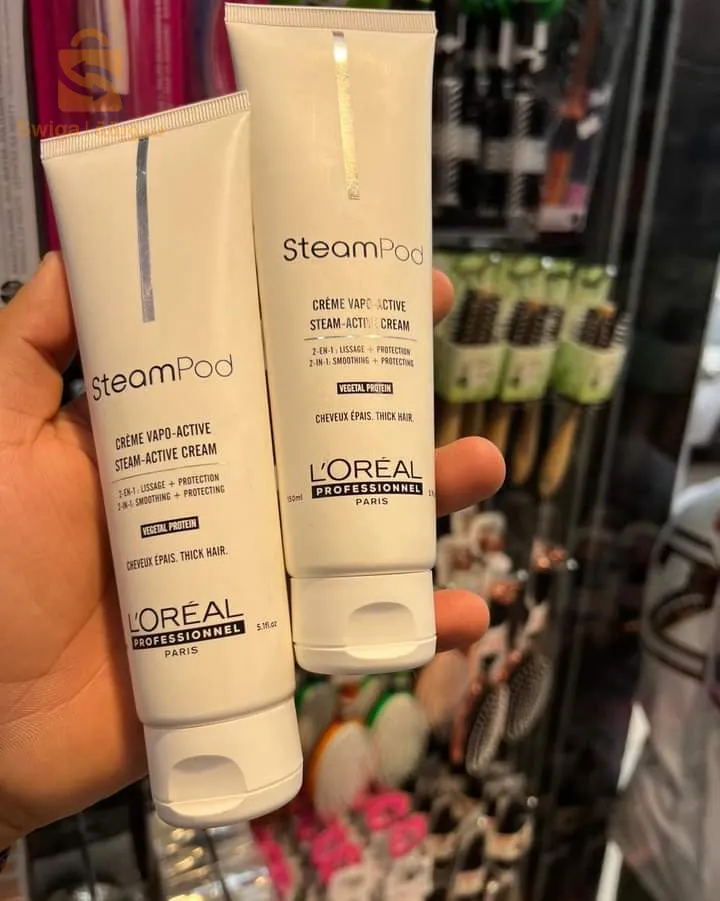 SteamPod
CRÈME VAPO-ACTIVE
STEAM-ACTIVE CREAM
2-EN-1 : LISSAGE + PROTECTION
2-IN-1: SMOOTHING + PROTECTING
VEGETAL PROTEIN
CHEVEUX ÉPAIS. THICK HAIR.
L'ORÉAL
PROFESSIONNEL
PARIS
5.1fl.oz
SteamPod
CRÈME VAPO-ACTIVE
STEAM-ACTIVE CREAM
2-EN-1 : LISSAGE + PROTECTION
2-IN-1: SMOOTHING + PROTECTING
VEGETAL PROTEIN
CHEVEUX ÉPAIS. THICK HAIR.
150ml
L'ORÉAL
PROFESSIONNEL
PARIS